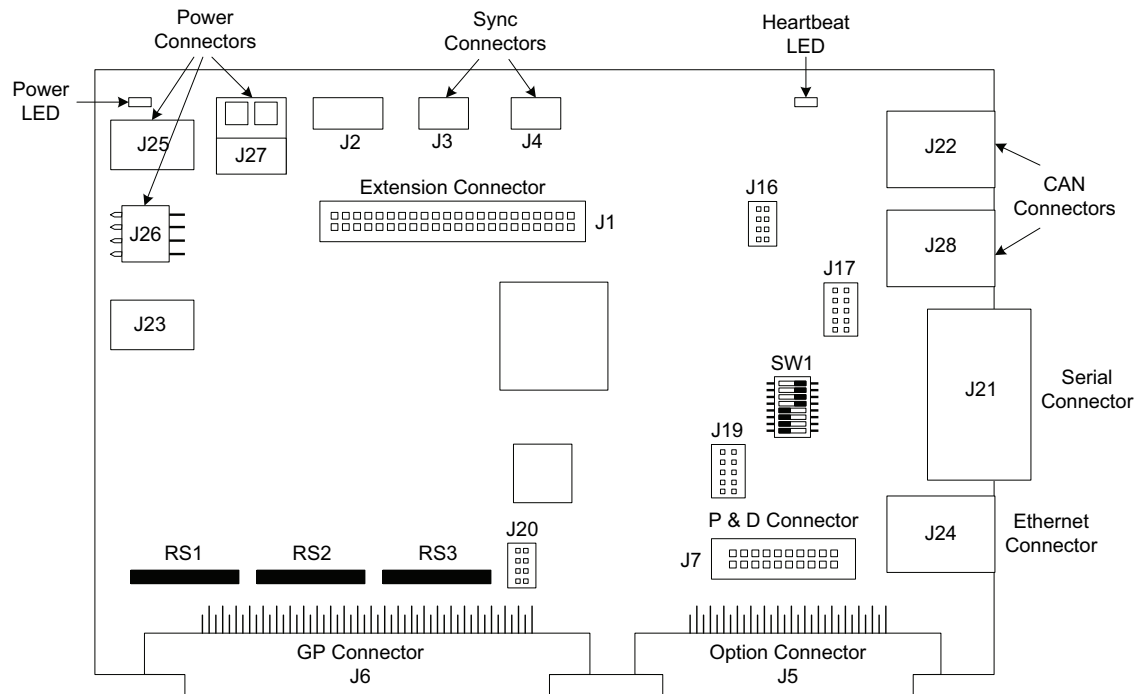 Power
Connectors
Sync
Connectors
Heartbeat
LED
Power
LED
J25
J27
J2
J3
J4
J22
CAN
Connectors
Extension Connector
J1
J16
J26
J28
J17
J23
SW1
J21
Serial
Connector
J19
P & D Connector
J7
J24
Ethernet
Connector
RS1
RS2
RS3
J20
GP Connector
J6
Option Connector
J5